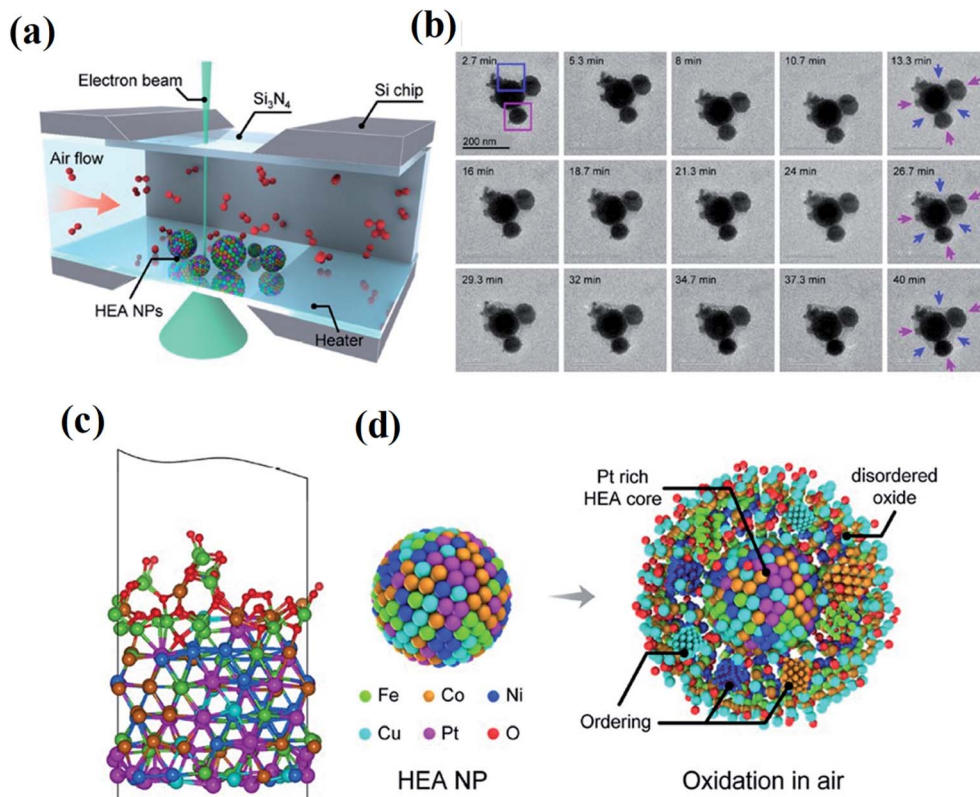 (a)
Electron beam
Si₃N₄
Si chip
Air flow
HEA NPs
Heater
(b)
2.7 min
5.3 min
8 min
10.7 min
13.3 min
200 nm
16 min
18.7 min
21.3 min
24 min
26.7 min
29.3 min
32 min
34.7 min
37.3 min
40 min
(c)
(d)
Pt rich
HEA core
disordered
oxide
Fe Co Ni
Cu Pt O
Ordering
HEA NP
Oxidation in air